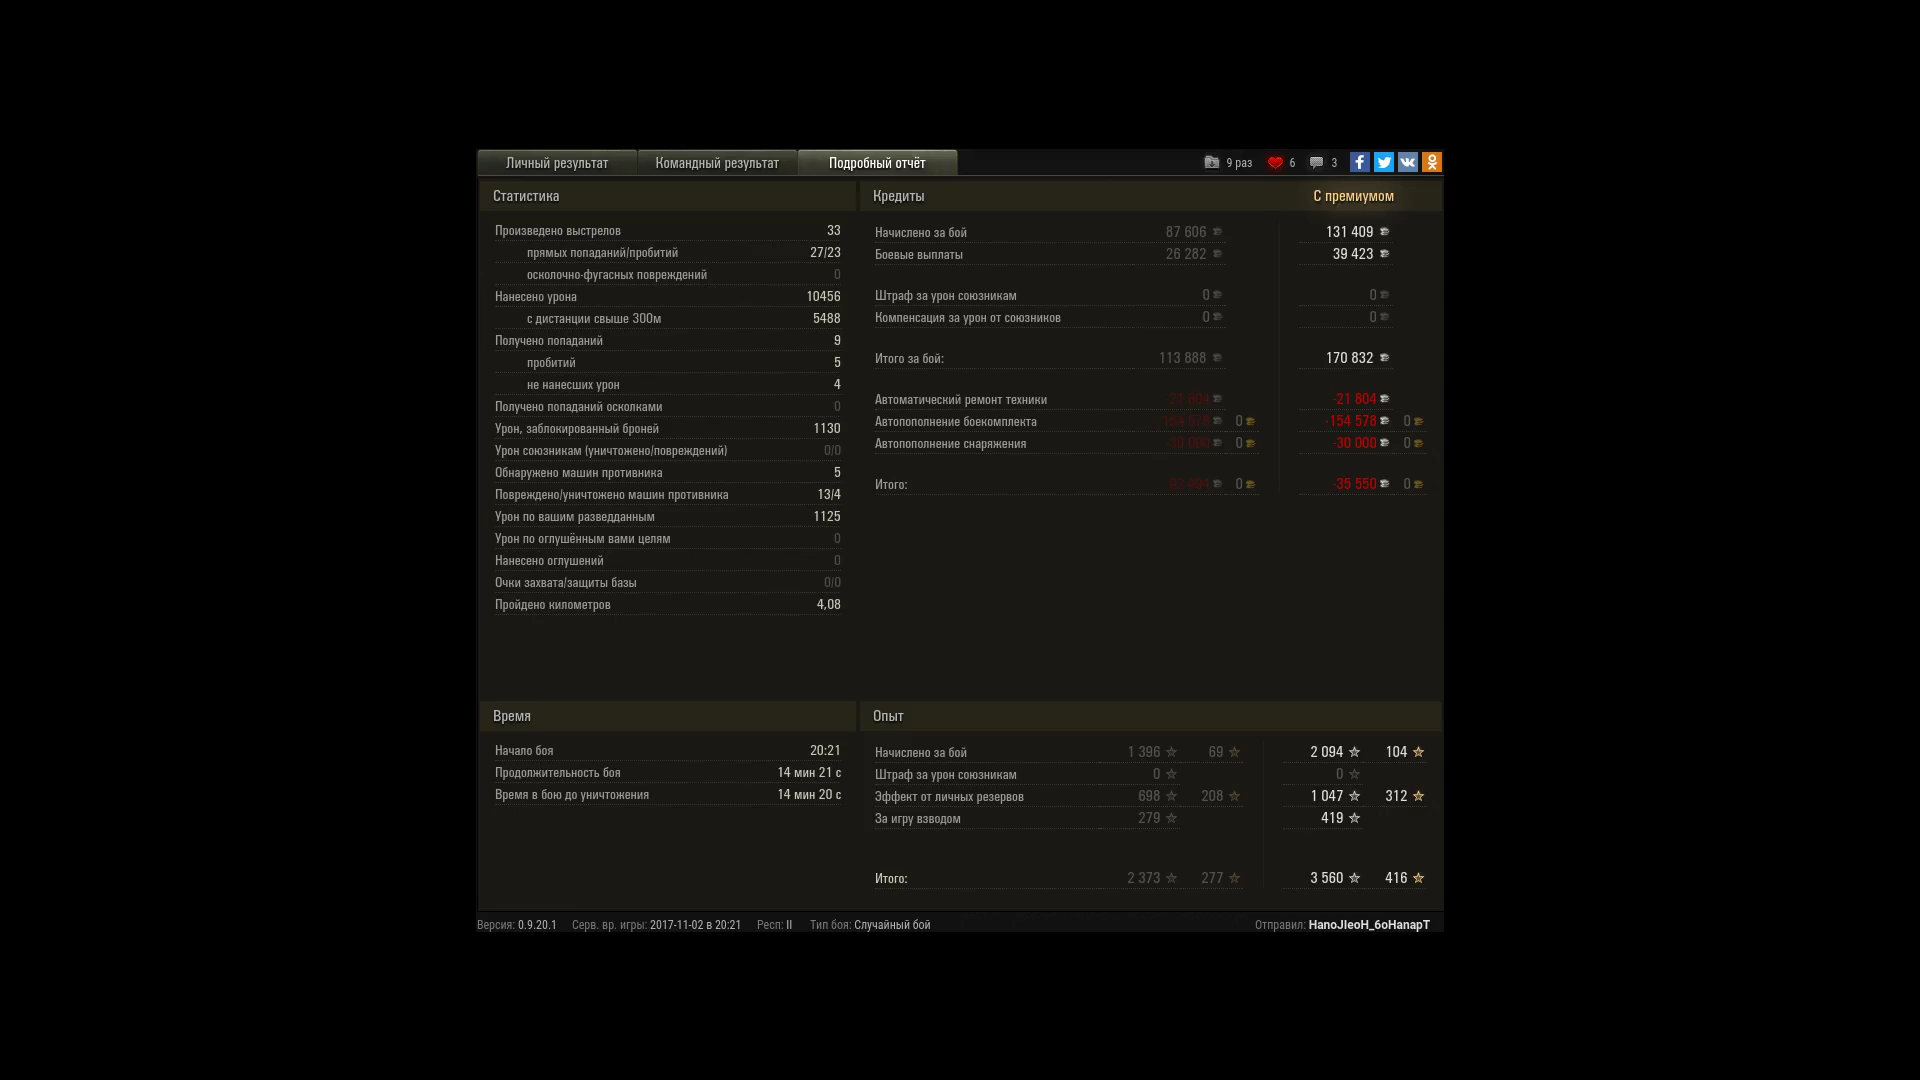 Личный результат Командный результат Подробный отчёт 9 раз 6 3
Статистика
Произведено выстрелов 33
прямых попаданий/пробитий 27/23
осколочно-фугасных повреждений 0
Нанесено урона 10456
с дистанции свыше 300м 5488
Получено попаданий 9
пробитий 5
не нанесших урон 4
Получено попаданий осколками 0
Урон, заблокированный броней 1130
Урон союзникам (уничтожено/повреждений) 0/0
Обнаружено машин противника 5
Повреждено/уничтожено машин противника 13/4
Урон по вашим разведданным 1125
Урон по оглушённым вами целям 0
Нанесено оглушений 0
Очки захвата/защиты базы 0/0
Пройдено километров 4,08
Кредиты С премиумом
Начислено за бой 87 606 131 409
Боевые выплаты 26 282 39 423
Штраф за урон союзникам 0 0
Компенсация за урон от союзников 0 0
Итого за бой: 113 888 170 832
Автоматический ремонт техники -21 804 -21 804
Автопополнение боекомплекта -154 578 0 -154 578 0
Автопополнение снаряжения -30 000 0 -30 000 0
Итого: 0 -35 550 0
Время
Начало боя 20:21
Продолжительность боя 14 мин 21 с
Время в бою до уничтожения 14 мин 20 с
Опыт
Начислено за бой 1 396 69 2 094 104
Штраф за урон союзникам 0 0
Эффект от личных резервов 698 208 1 047 312
За игру взводом 279 419
Итого: 2 373 277 3 560 416
Версия: 0.9.20.1 Серв. вр. игры: 2017-11-02 в 20:21 Респ: II Тип боя: Случайный бой Отправил: HanoJIeoH_6oHanapT